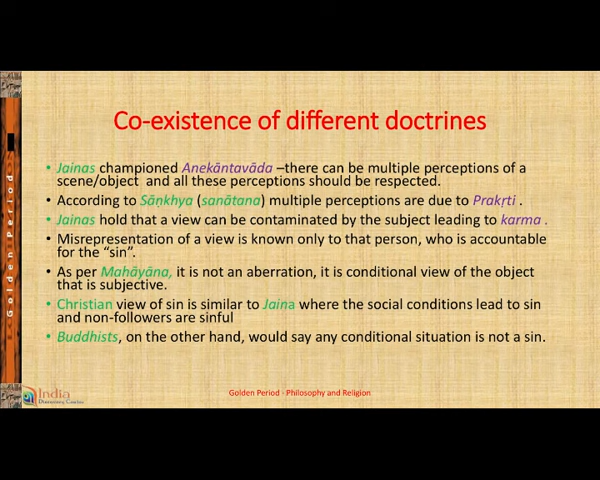 Co-existence of different doctrines
• Jainas championed Anekāntavāda –there can be multiple perceptions of a
scene/object and all these perceptions should be respected.
• According to Sāṇkhya (sanātana) multiple perceptions are due to Prakṛti .
• Jainas hold that a view can be contaminated by the subject leading to karma .
• Misrepresentation of a view is known only to that person, who is accountable
for the "sin".
• As per Mahāyāna, it is not an aberration, it is conditional view of the object
that is subjective.
• Christian view of sin is similar to Jaina where the social conditions lead to sin
and non-followers are sinful
• Buddhists, on the other hand, would say any conditional situation is not a sin.
Golden Period
India
Discovery Center
Golden Period - Philosophy and Religion